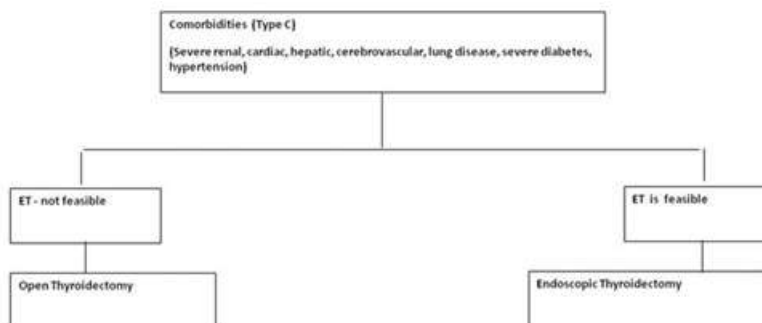 Comorbidities (Type C)
(Severe renal, cardiac, hepatic, cerebrovascular, lung disease, severe diabetes,
hypertension)
ET - not feasible
ET is feasible
Open Thyroidectomy
Endoscopic Thyroidectomy